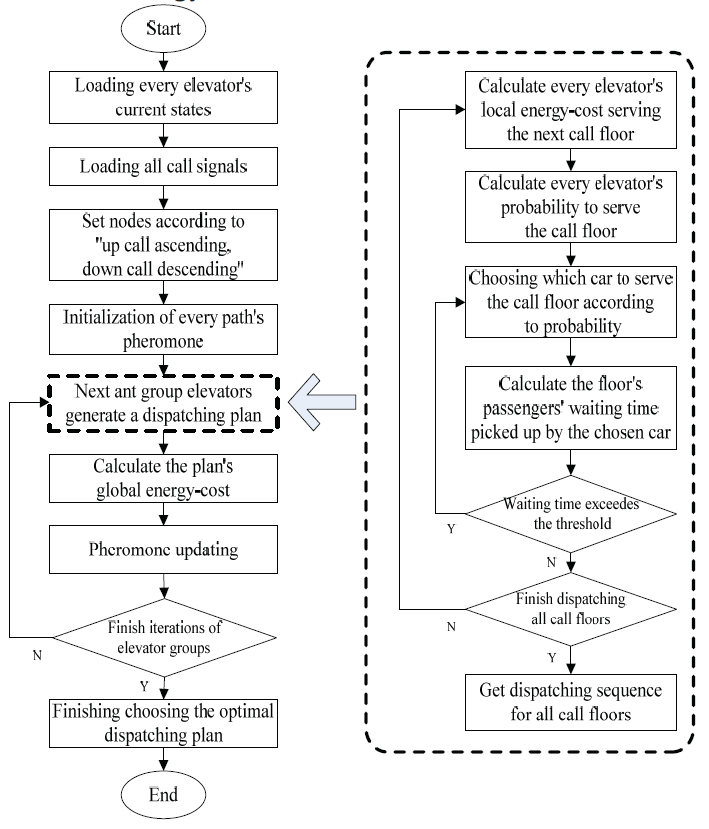 Start
Loading every elevator's
current states
Loading all call signals
Set nodes according to
"up call ascending,
down call descending"
Initialization of every path's
pheromone
Next ant group elevators
generate a dispatching plan
Calculate the plan's
global energy-cost
Pheromone updating
Finish iterations of
elevator groups
N
Y
Finishing choosing the optimal
dispatching plan
End
Calculate every elevator's
local energy-cost serving
the next call floor
Calculate every elevator's
probability to serve
the call floor
Choosing which car to serve
the call floor according
to probability
Calculate the floor's
passengers' waiting time
picked up by the chosen car
Waiting time exceedes
the threshold
Y
N
Finish dispatching
all call floors
N
Y
Get dispatching sequence
for all call floors